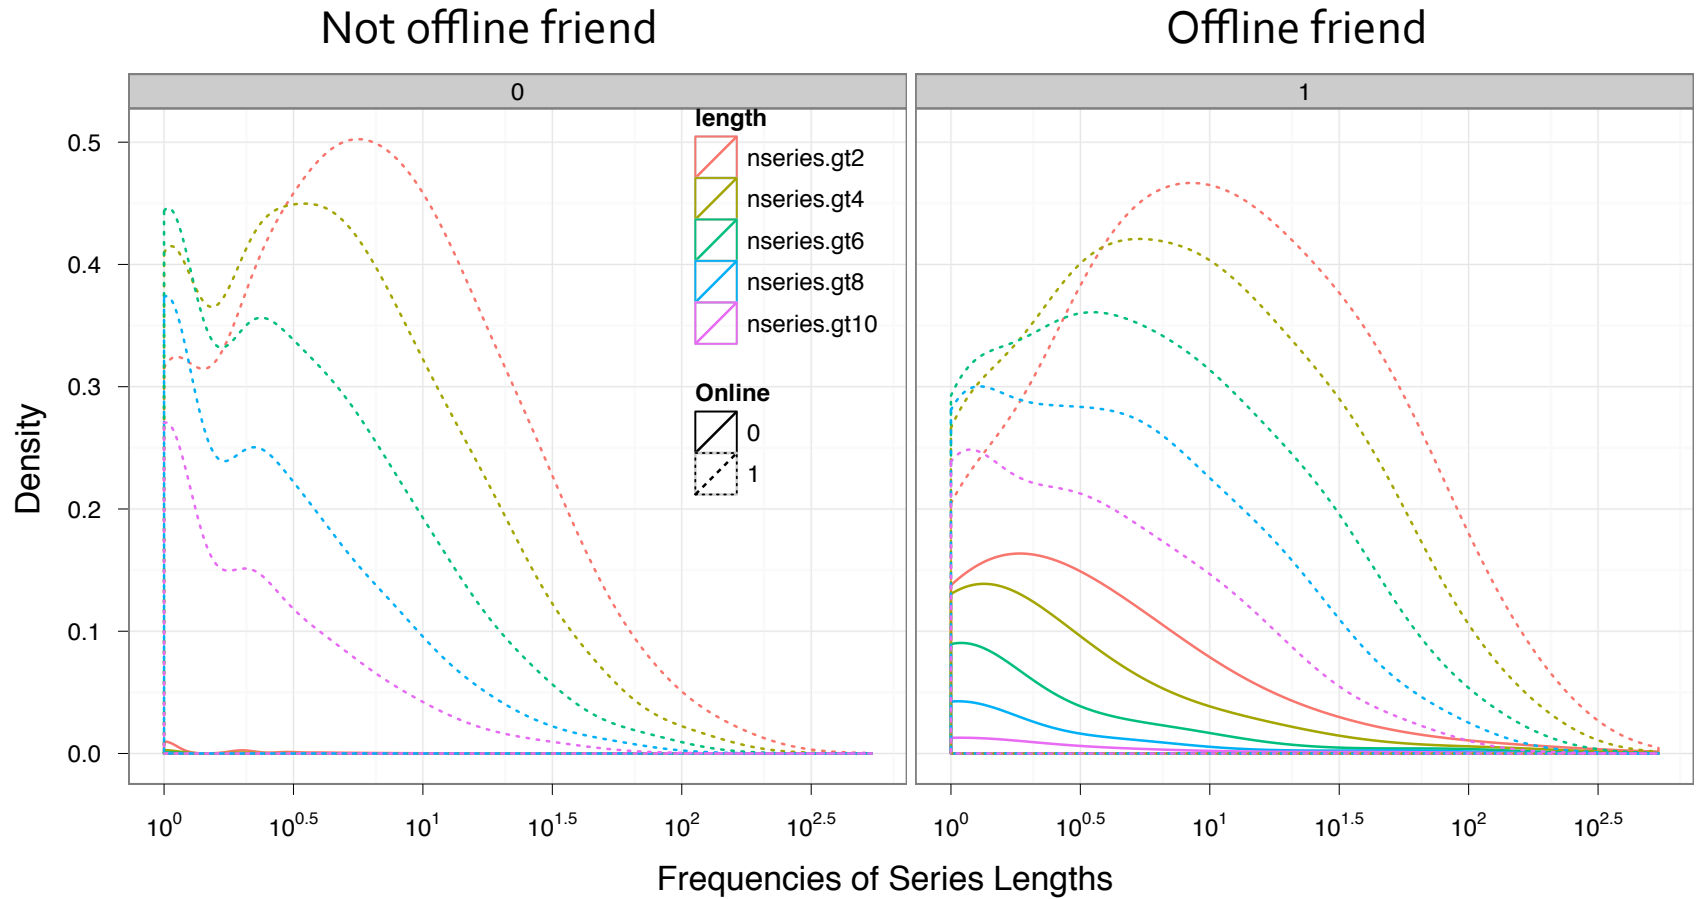 Not offline friend
Offline friend
0
1
Density
0.5
0.4
0.3
0.2
0.1
0.0
length
nseries.gt2
nseries.gt4
nseries.gt6
nseries.gt8
nseries.gt10
Online
0
1
10^0 10^0.5 10^1 10^1.5 10^2 10^2.5
10^0 10^0.5 10^1 10^1.5 10^2 10^2.5
Frequencies of Series Lengths